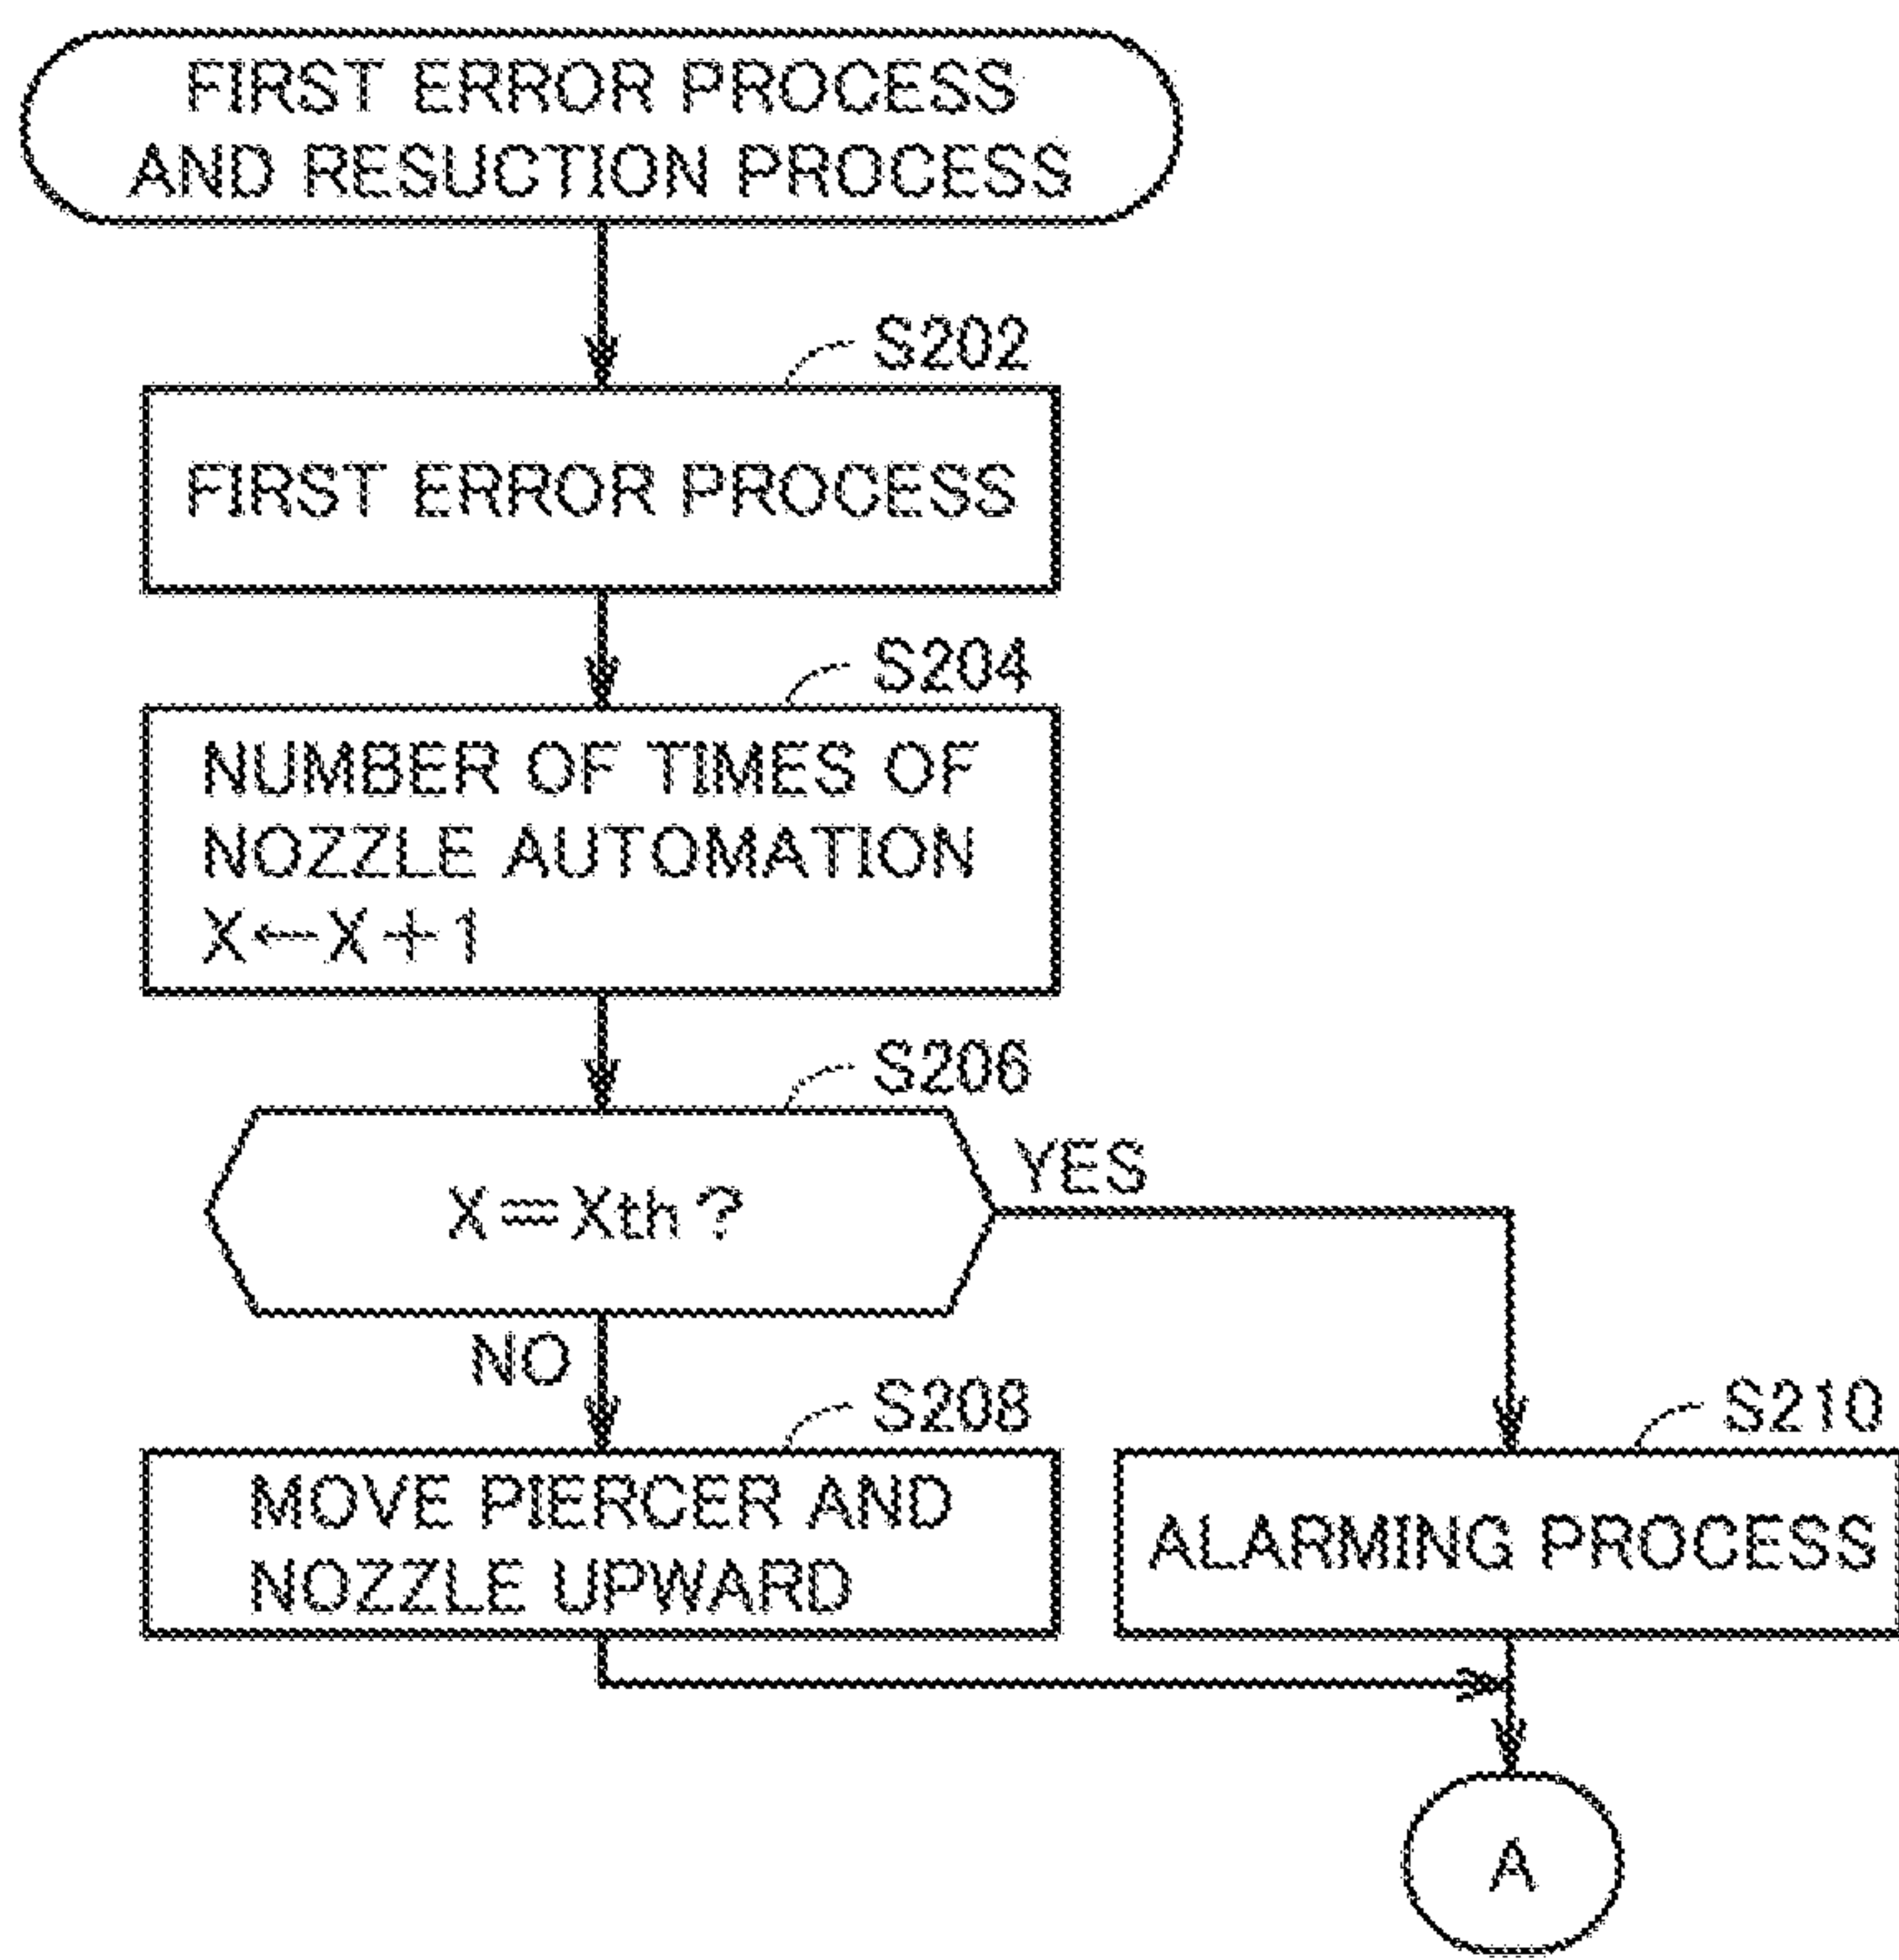 FIRST ERROR PROCESS
AND RESUCTION PROCESS
S202
FIRST ERROR PROCESS
S204
NUMBER OF TIMES OF
NOZZLE AUTOMATION
X←X+1
S206
X=Xth?
YES
NO
S208
MOVE PIERCER AND
NOZZLE UPWARD
S210
ALARMING PROCESS
A